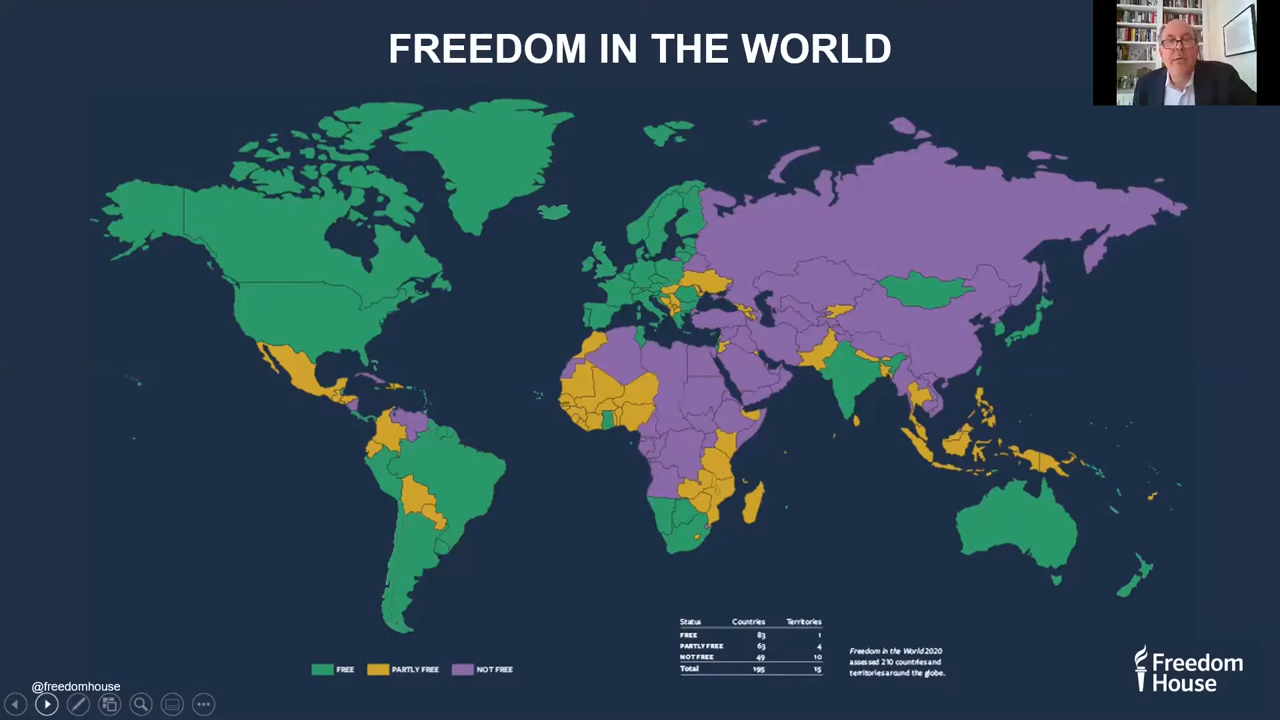 FREEDOM IN THE WORLD
Status Countries Territories
FREE 83 1
PARTLY FREE 63 4
NOT FREE 49 10
Total 195 15
Freedom in the World 2020
assessed 210 countries and
territories around the globe.
FREE PARTLY FREE NOT FREE
@freedomhouse
Freedom
House